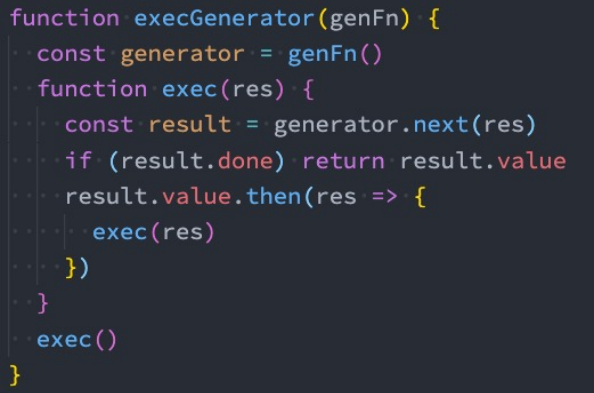 function execGenerator(genFn) {
  const generator = genFn()
  function exec(res) {
    const result = generator.next(res)
    if (result.done) return result.value
    result.value.then(res => {
      exec(res)
    })
  }
  exec()
}